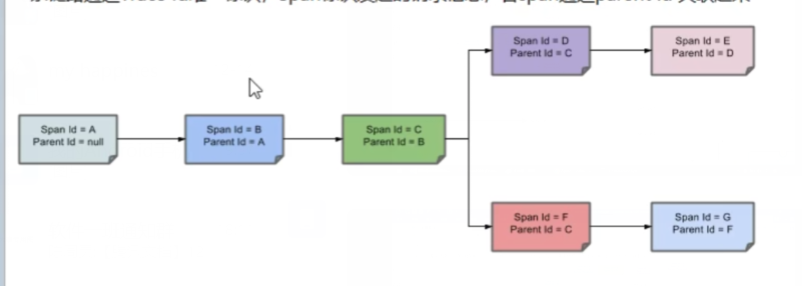 Span Id = D
Parent Id = C
Span Id = E
Parent Id = D
Span Id = A
Parent Id = null
Span Id = B
Parent Id = A
Span Id = C
Parent Id = B
Span Id = F
Parent Id = C
Span Id = G
Parent Id = F